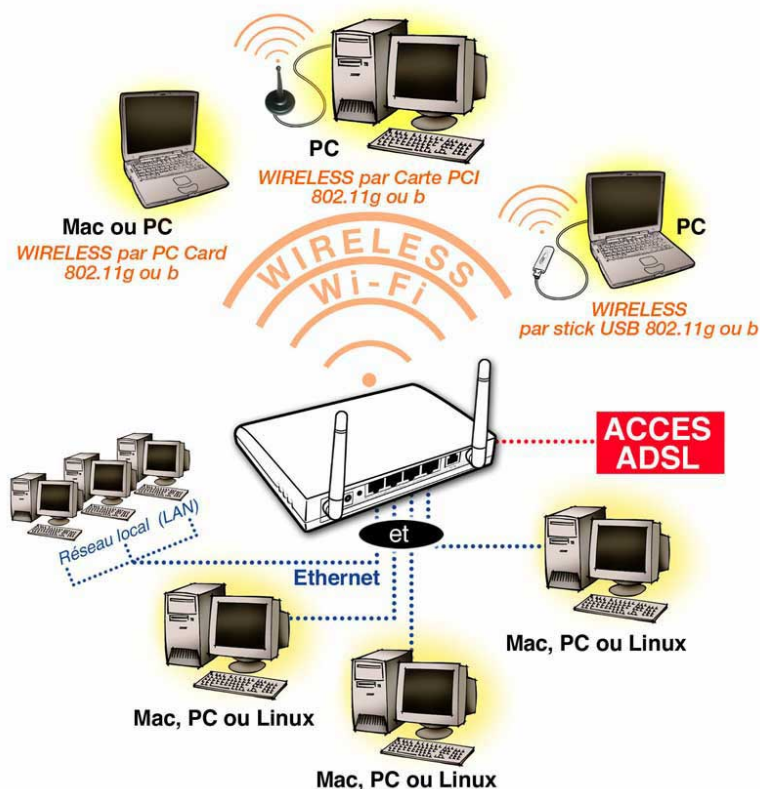 PC
WIRELESS par Carte PCI
802.11g ou b
Mac ou PC
WIRELESS par PC Card
802.11g ou b
PC
WIRELESS
par stick USB 802.11g ou b
WIRELESS
Wi-Fi
ACCES
ADSL
et
Réseau local (LAN)
Ethernet
Mac, PC ou Linux
Mac, PC ou Linux
Mac, PC ou Linux